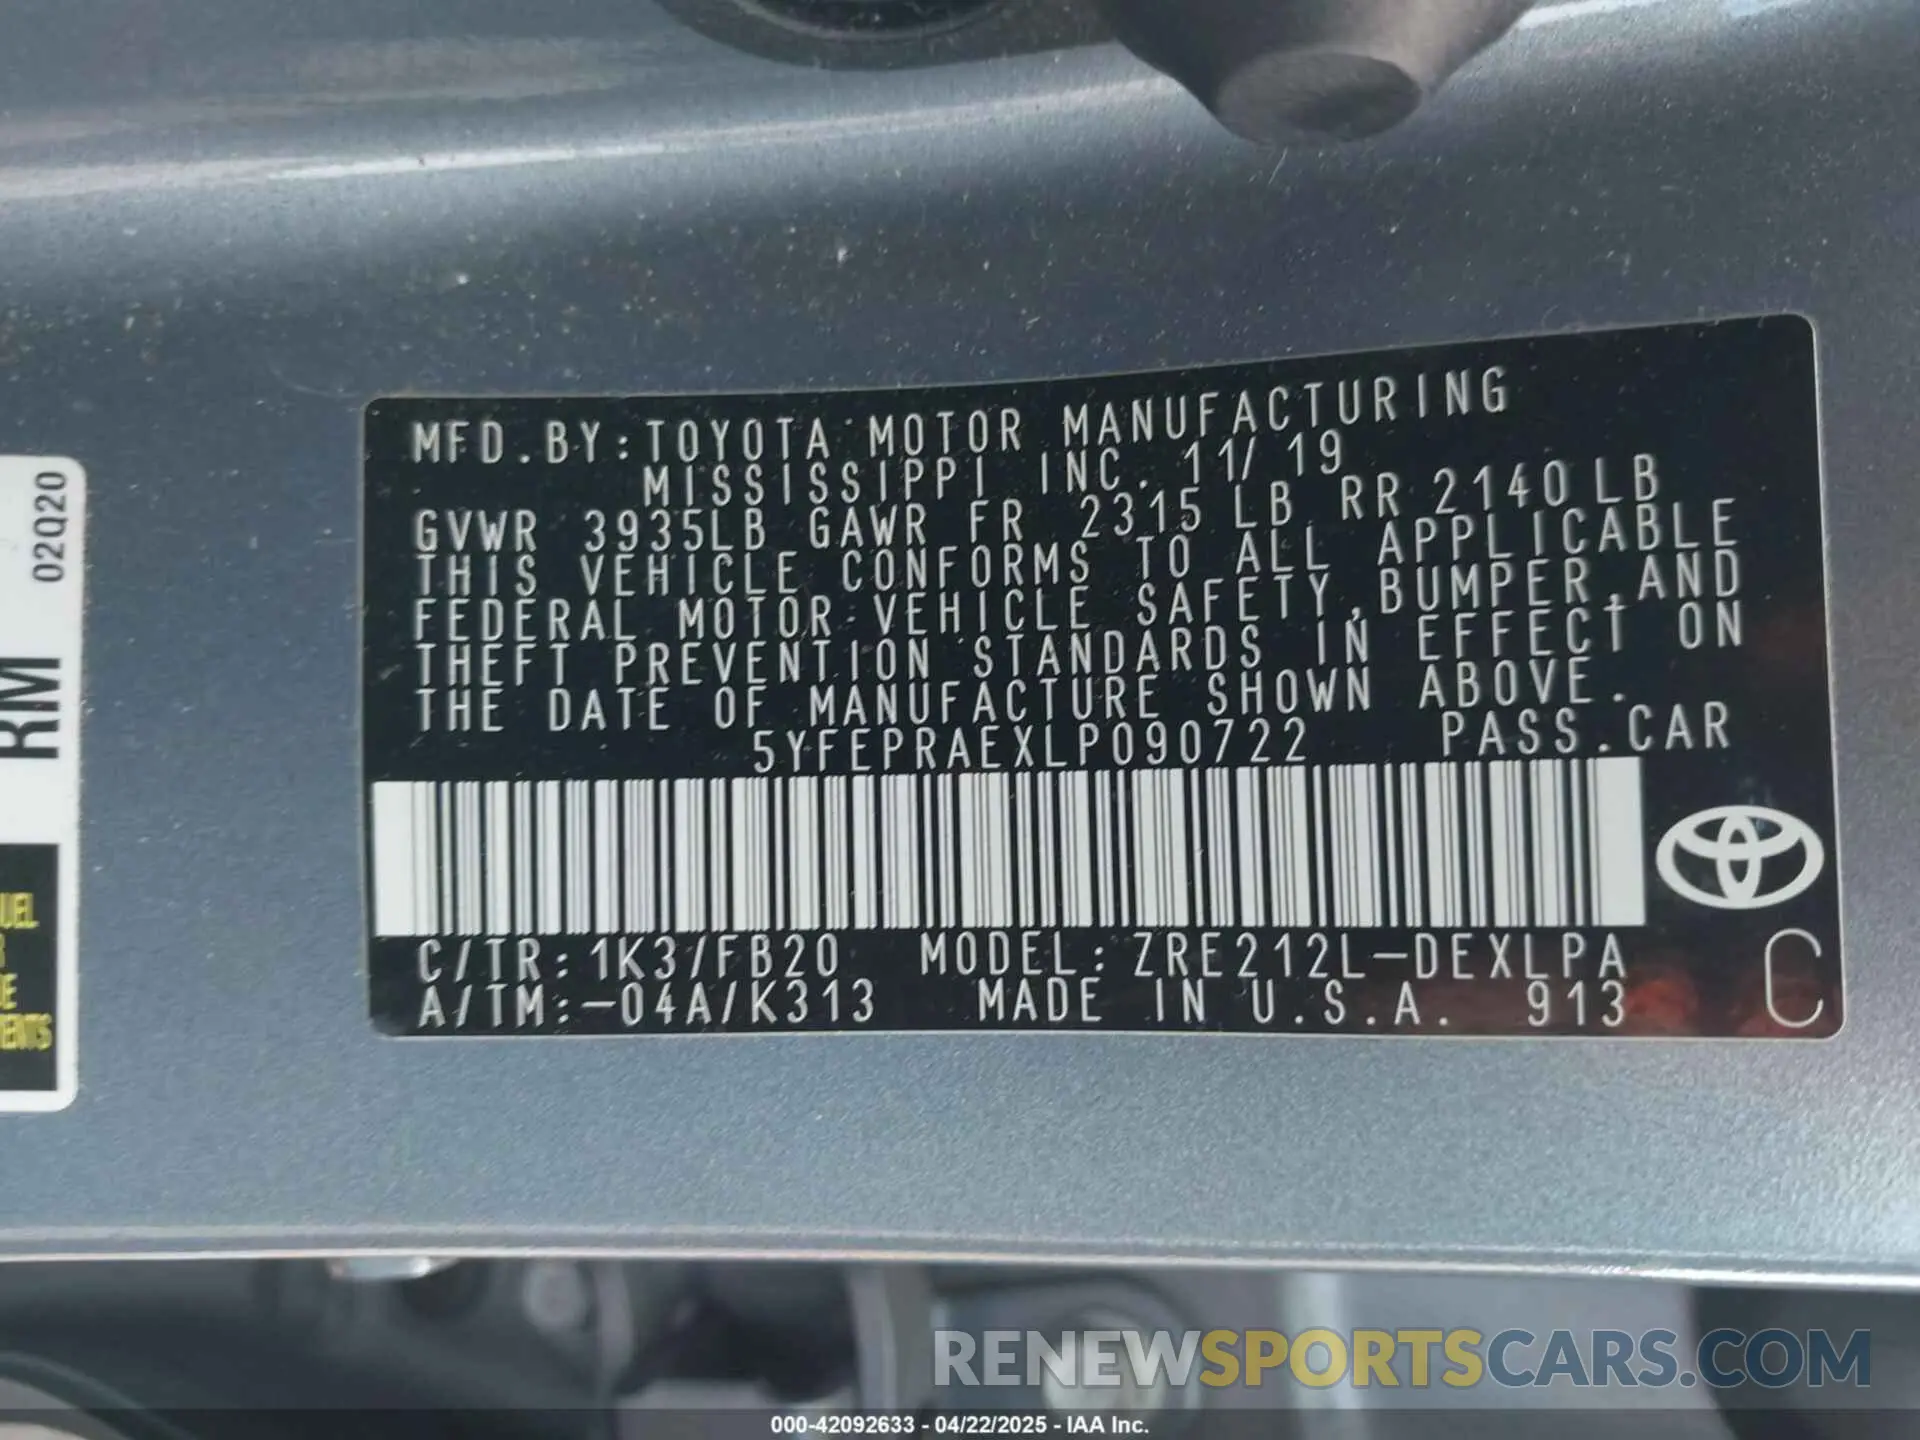 MFD.BY:TOYOTA MOTOR MANUFACTURING
MISSISSIPPI INC. 11/19
GVWR 3935LB GAWR FR 2315LB RR 2140LB
THIS VEHICLE CONFORMS TO ALL APPLICABLE
FEDERAL MOTOR VEHICLE SAFETY,BUMPER,AND
THEFT PREVENTION STANDARDS IN EFFECT ON
THE DATE OF MANUFACTURE SHOWN ABOVE.
5YFEPRAEXLP090722 PASS.CAR
C/TR:1K3/FB20 MODEL:ZRE212L-DEXLPA
A/TM:-04A/K313 MADE IN U.S.A. 913
C
02Q20
RM
RENEWSPORTSCARS.COM
000-42092633 - 04/22/2025 - IAA Inc.